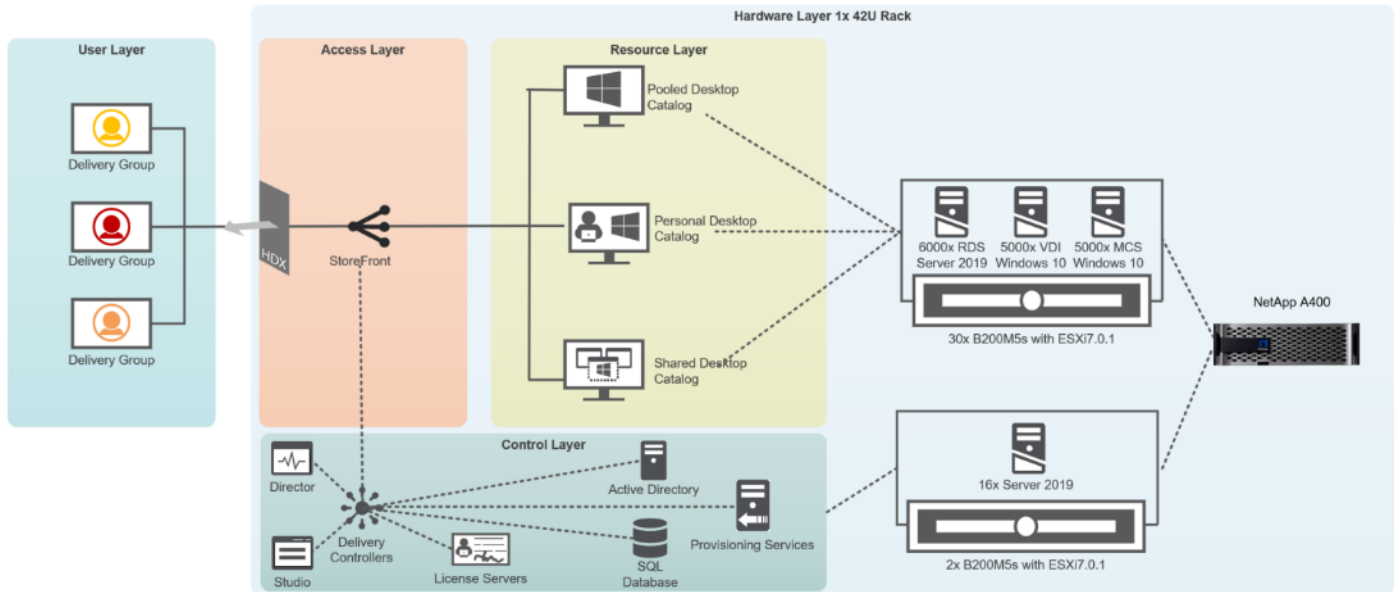 Hardware Layer 1x 42U Rack
User Layer
Delivery Group
Delivery Group
Delivery Group
Access Layer
HDX
StoreFront
Resource Layer
Pooled Desktop
Catalog
Personal Desktop
Catalog
Shared Desktop
Catalog
6000x RDS
Server 2019
5000x VDI
Windows 10
5000x MCS
Windows 10
30x B200M5s with ESXi7.0.1
NetApp A400
Control Layer
Director
Studio
Delivery
Controllers
License Servers
Active Directory
SQL
Database
Provisioning Services
16x Server 2019
2x B200M5s with ESXi7.0.1